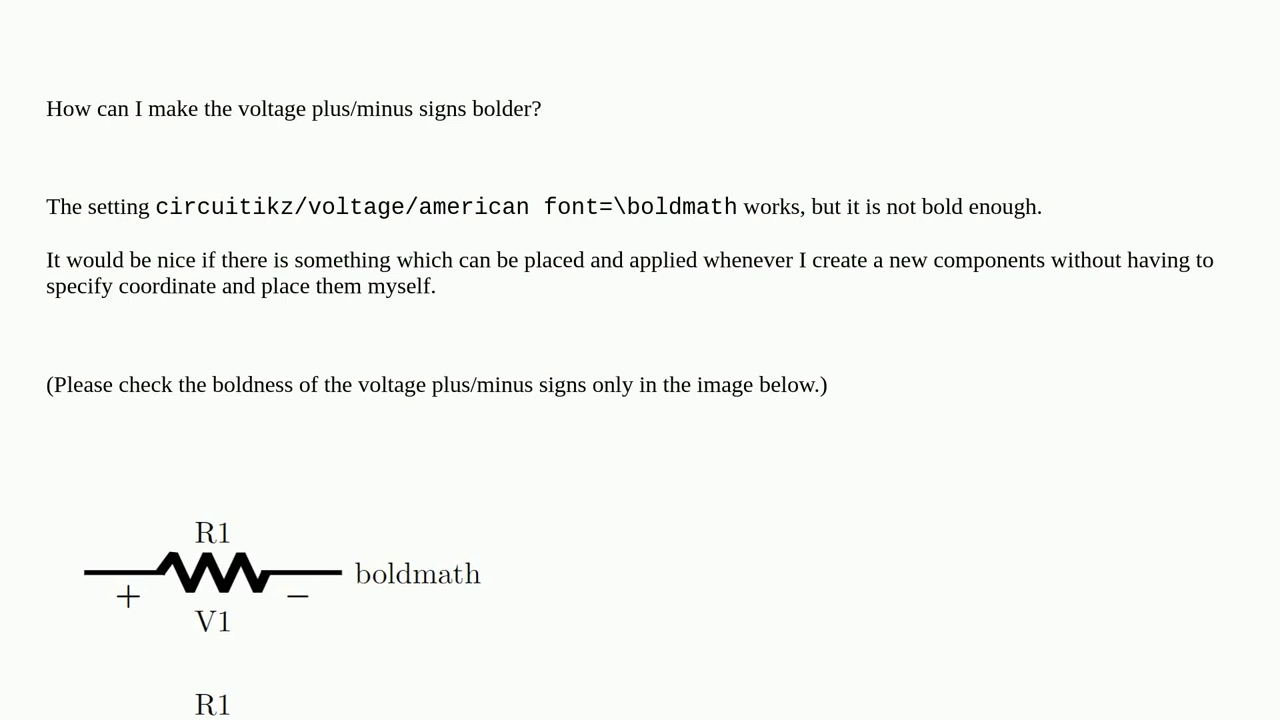 How can I make the voltage plus/minus signs bolder?
The setting circuitikz/voltage/american font=\boldmath works, but it is not bold enough.
It would be nice if there is something which can be placed and applied whenever I create a new components without having to
specify coordinate and place them myself.
(Please check the boldness of the voltage plus/minus signs only in the image below.)
R1
boldmath
+ −
V1
R1